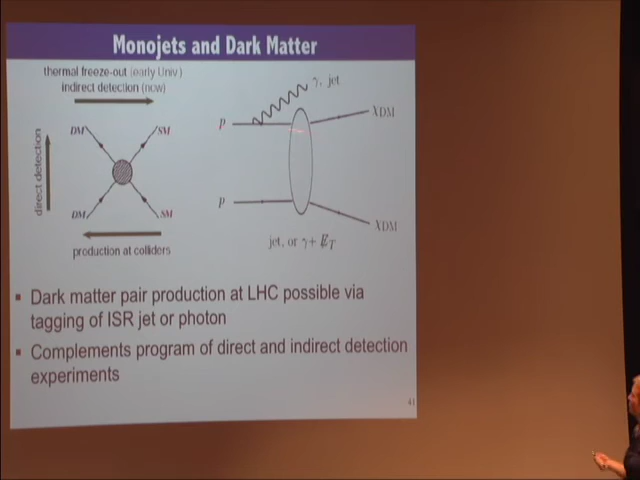 Monojets and Dark Matter
thermal freeze-out (early Univ)
indirect detection (now)
direct detection
DM
SM
DM
SM
production at colliders
γ, jet
p
χDM
p
χDM
jet, or γ + E̸T
▪ Dark matter pair production at LHC possible via
tagging of ISR jet or photon
▪ Complements program of direct and indirect detection
experiments
41